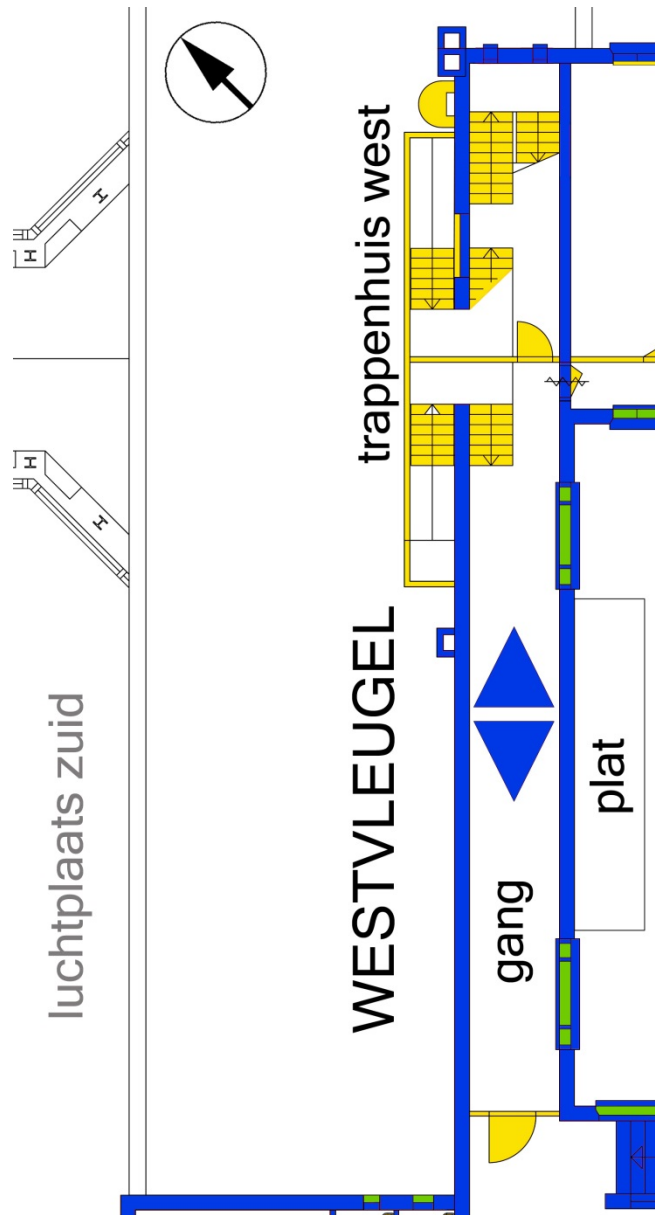 luchtplaats zuid
WESTVLEUGEL
trappenhuis west
gang
plat
H
H
H
H